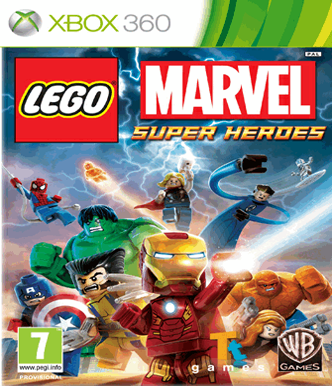 XBOX 360
PAL
LEGO MARVEL
SUPER HEROES
7
www.pegi.info
PROVISIONAL
TT games
WB
GAMES